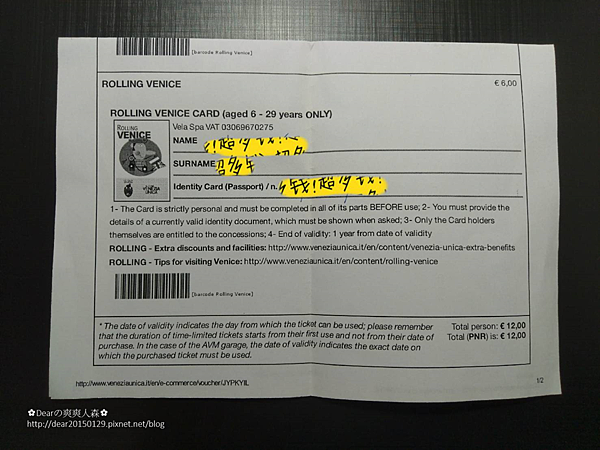 [barcode Rolling Venice]
ROLLING VENICE € 6,00
ROLLING VENICE CARD (aged 6 - 29 years ONLY)
Vela Spa VAT 03069670275
ROLLING
VENICE
NAME
SURNAME
Identity Card (Passport) / n.
1- The Card is strictly personal and must be completed in all of its parts BEFORE use; 2- You must provide the
details of a currently valid identity document, which must be shown when asked; 3- Only the Card holders
themselves are entitled to the concessions; 4- End of validity: 1 year from date of validity
ROLLING - Extra discounts and facilities: http://www.veneziaunica.it/en/content/venezia-unica-extra-benefits
ROLLING - Tips for visiting Venice: http://www.veneziaunica.it/en/content/rolling-venice
[barcode Rolling Venice]
* The date of validity indicates the day from which the ticket can be used; please remember
that the duration of time-limited tickets starts from their first use and not from their date of
purchase. In the case of the AVM garage, the date of validity indicates the exact date on
which the purchased ticket must be used.
Total person: € 12,00
Total (PNR) is: € 12,00
http://www.veneziaunica.it/en/e-commerce/voucher/JYPKYIL 1/2
✿Dearの爽爽人森✿
http://dear20150129.pixnet.net/blog